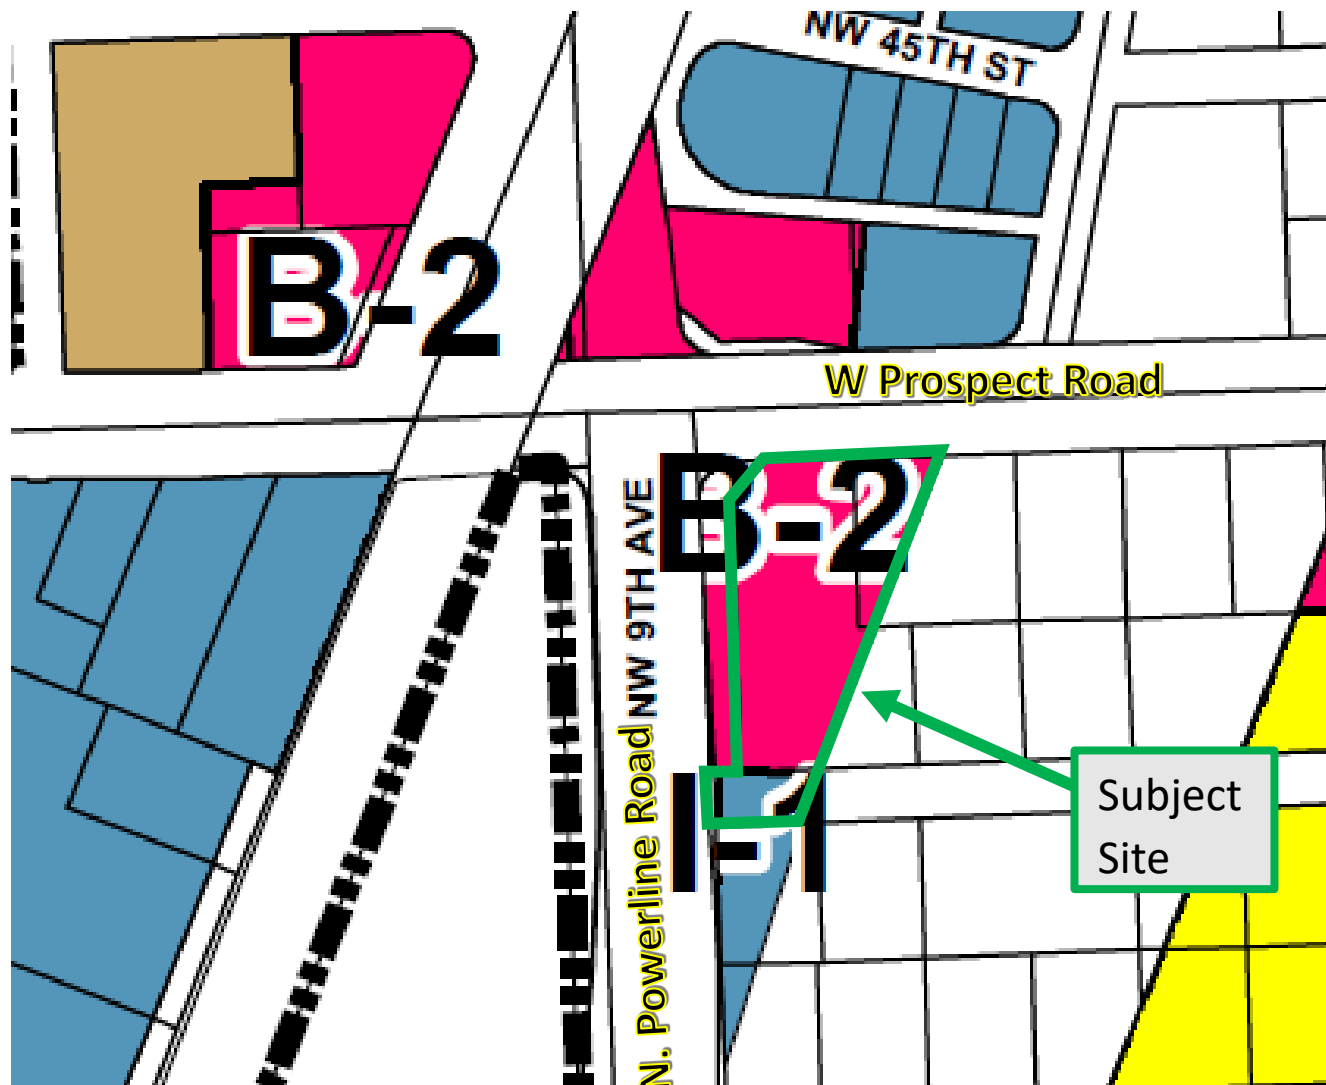 NW 45TH ST
B-2
W Prospect Road
B-2
NW 9TH AVE
N. Powerline Road
I-1
Subject
Site